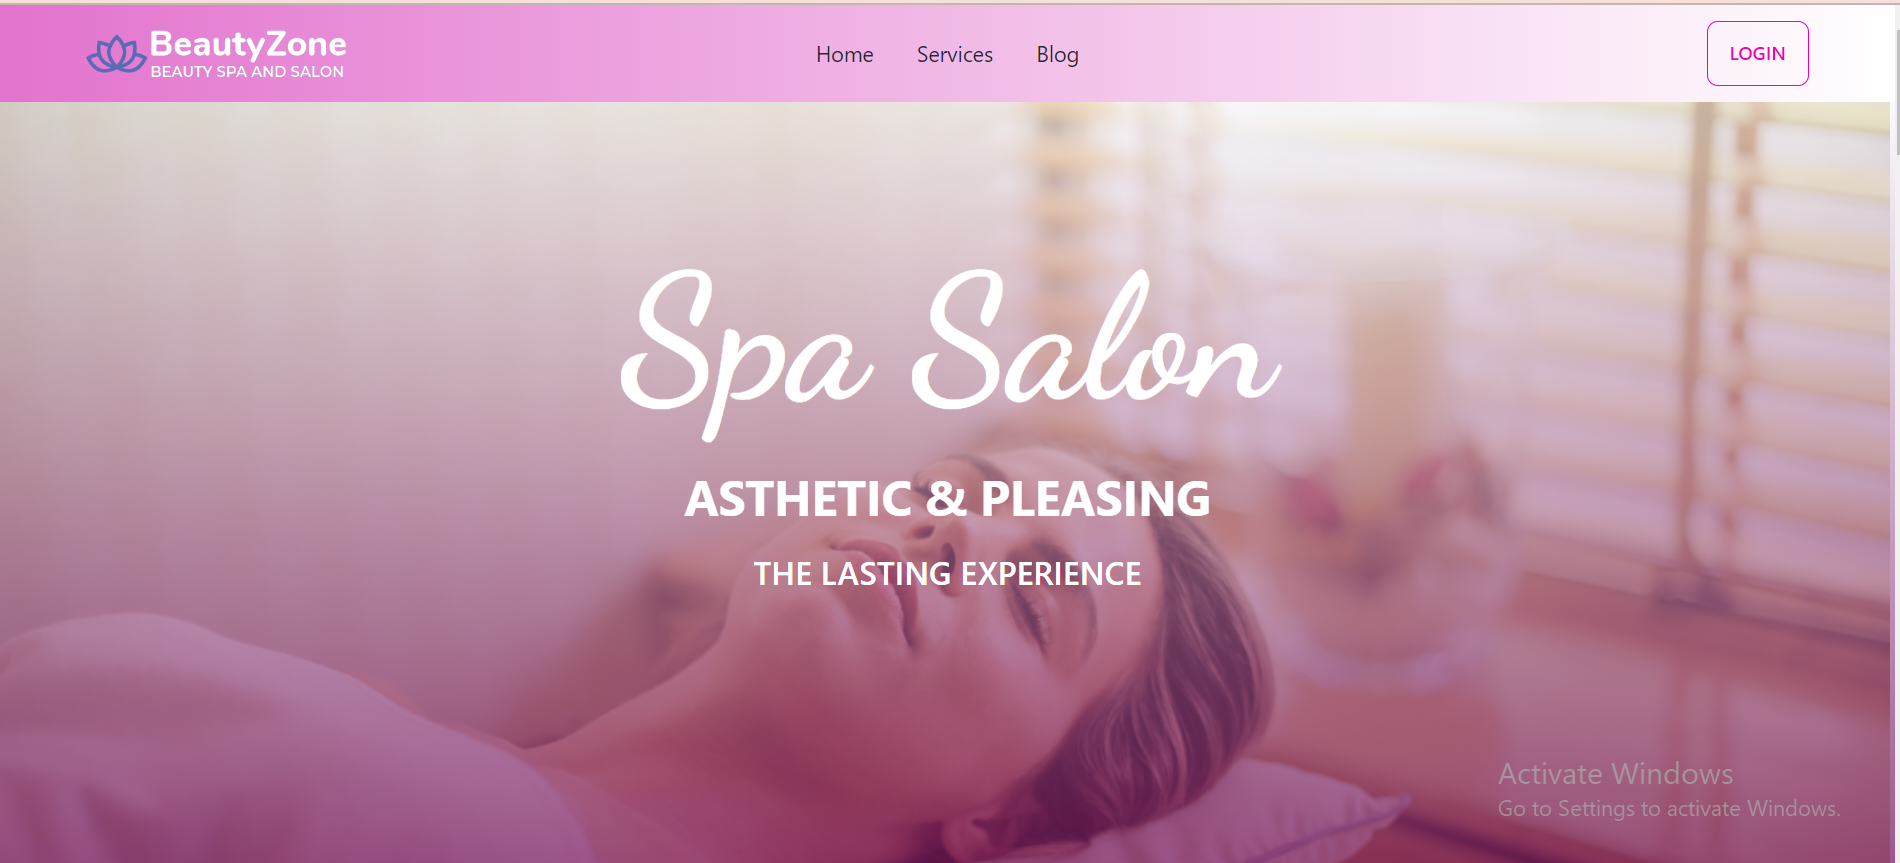 BeautyZone
BEAUTY SPA AND SALON
Home Services Blog
LOGIN
Spa Salon
ASTHETIC & PLEASING
THE LASTING EXPERIENCE
Activate Windows
Go to Settings to activate Windows.